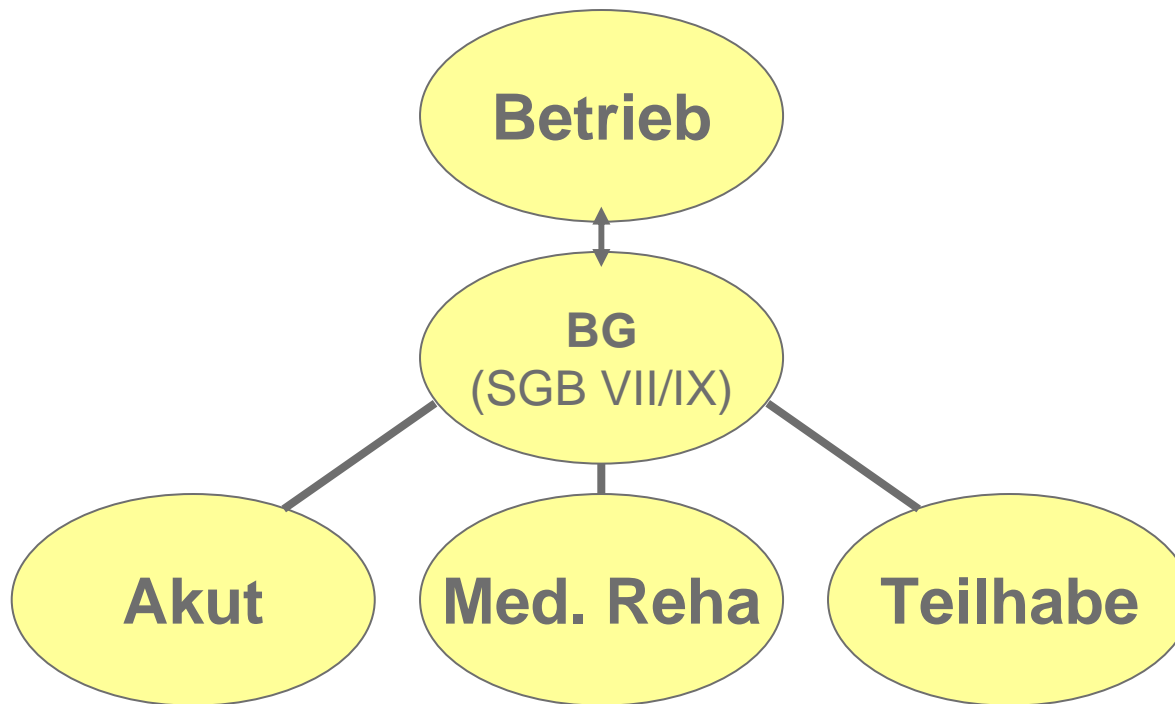 Betrieb
BG
(SGB VII/IX)
Akut
Med. Reha
Teilhabe